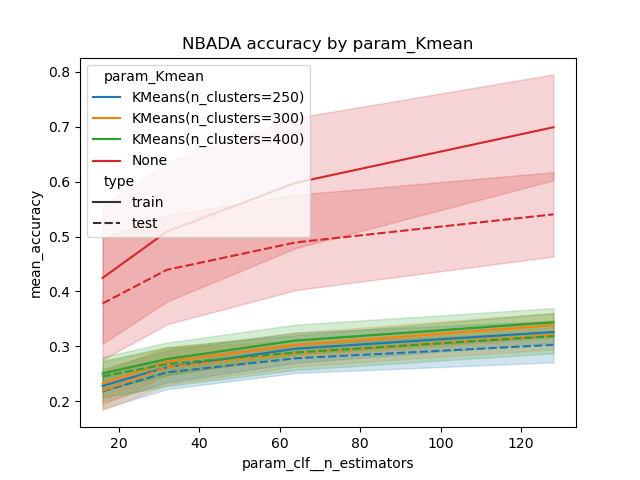 NBADA accuracy by param_Kmean
mean_accuracy
0.8
0.7
0.6
0.5
0.4
0.3
0.2
param_Kmean
KMeans(n_clusters=250)
KMeans(n_clusters=300)
KMeans(n_clusters=400)
None
type
train
test
20 40 60 80 100 120
param_clf__n_estimators